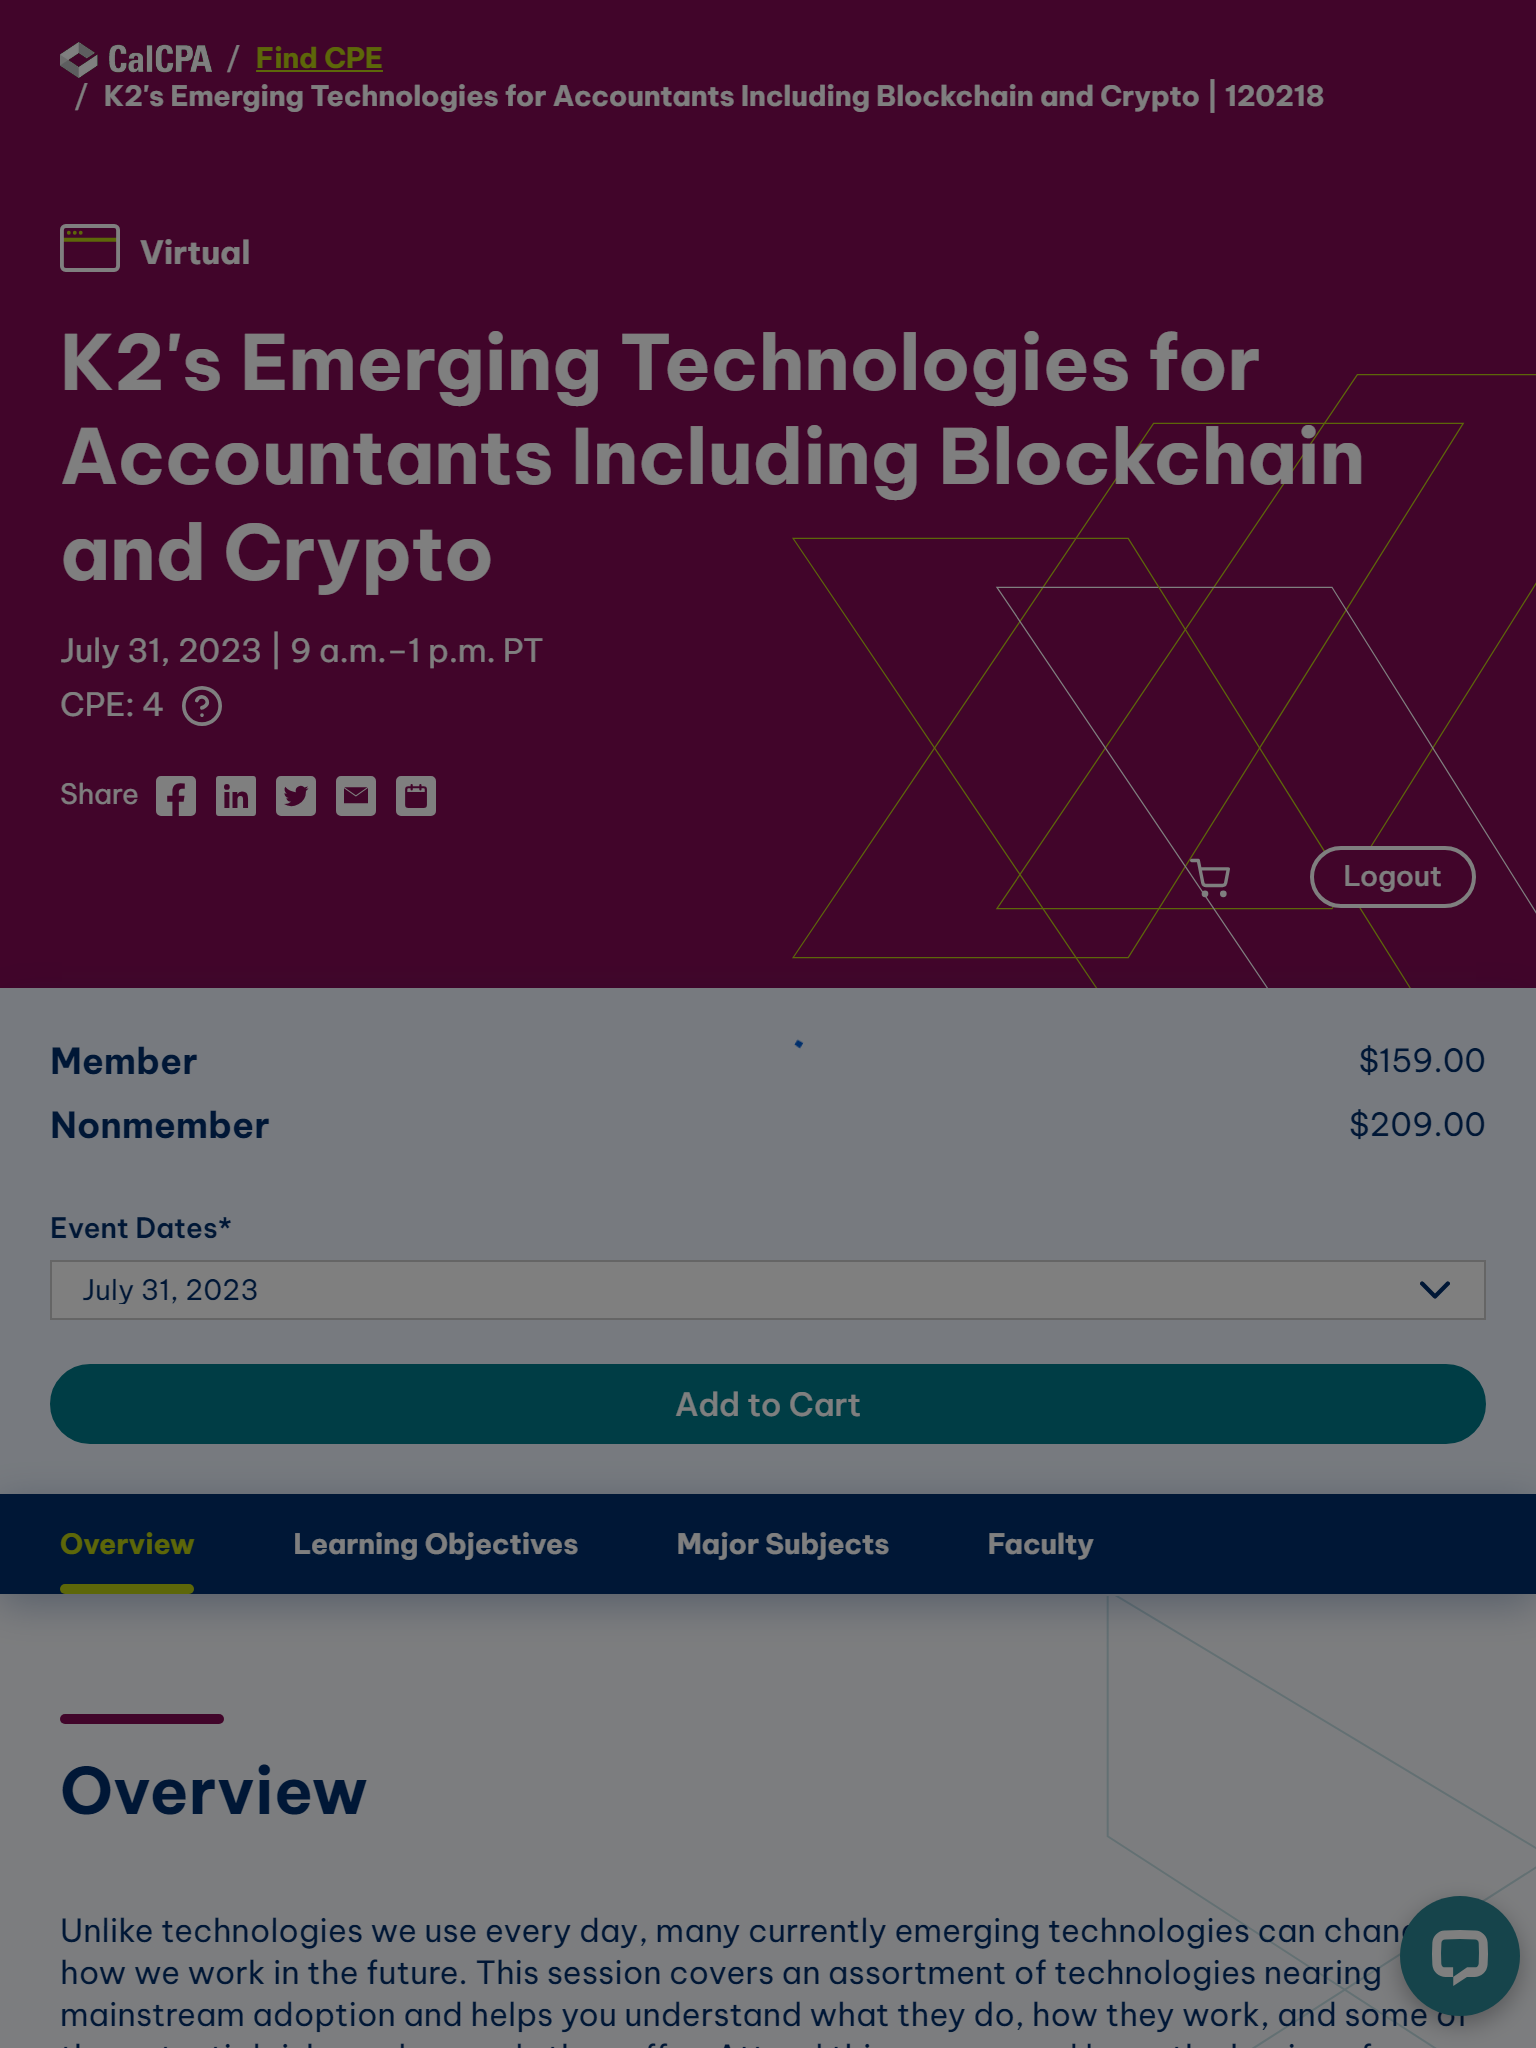 CalCPA / Find CPE
/ K2's Emerging Technologies for Accountants Including Blockchain and Crypto | 120218
Virtual
K2's Emerging Technologies for
Accountants Including Blockchain
and Crypto
July 31, 2023 | 9 a.m.–1 p.m. PT
CPE: 4 ?
Share
Logout
Member $159.00
Nonmember $209.00
Event Dates*
July 31, 2023
Add to Cart
Overview Learning Objectives Major Subjects Faculty
Overview
Unlike technologies we use every day, many currently emerging technologies can
how we work in the future. This session covers an assortment of technologies nearing
mainstream adoption and helps you understand what they do, how they work, and some of